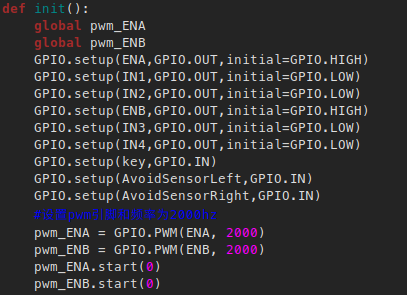 def init():
global pwm_ENA
global pwm_ENB
GPIO.setup(ENA,GPIO.OUT,initial=GPIO.HIGH)
GPIO.setup(IN1,GPIO.OUT,initial=GPIO.LOW)
GPIO.setup(IN2,GPIO.OUT,initial=GPIO.LOW)
GPIO.setup(ENB,GPIO.OUT,initial=GPIO.HIGH)
GPIO.setup(IN3,GPIO.OUT,initial=GPIO.LOW)
GPIO.setup(IN4,GPIO.OUT,initial=GPIO.LOW)
GPIO.setup(key,GPIO.IN)
GPIO.setup(AvoidSensorLeft,GPIO.IN)
GPIO.setup(AvoidSensorRight,GPIO.IN)
#设置pwm引脚和频率为2000hz
pwm_ENA = GPIO.PWM(ENA, 2000)
pwm_ENB = GPIO.PWM(ENB, 2000)
pwm_ENA.start(0)
pwm_ENB.start(0)